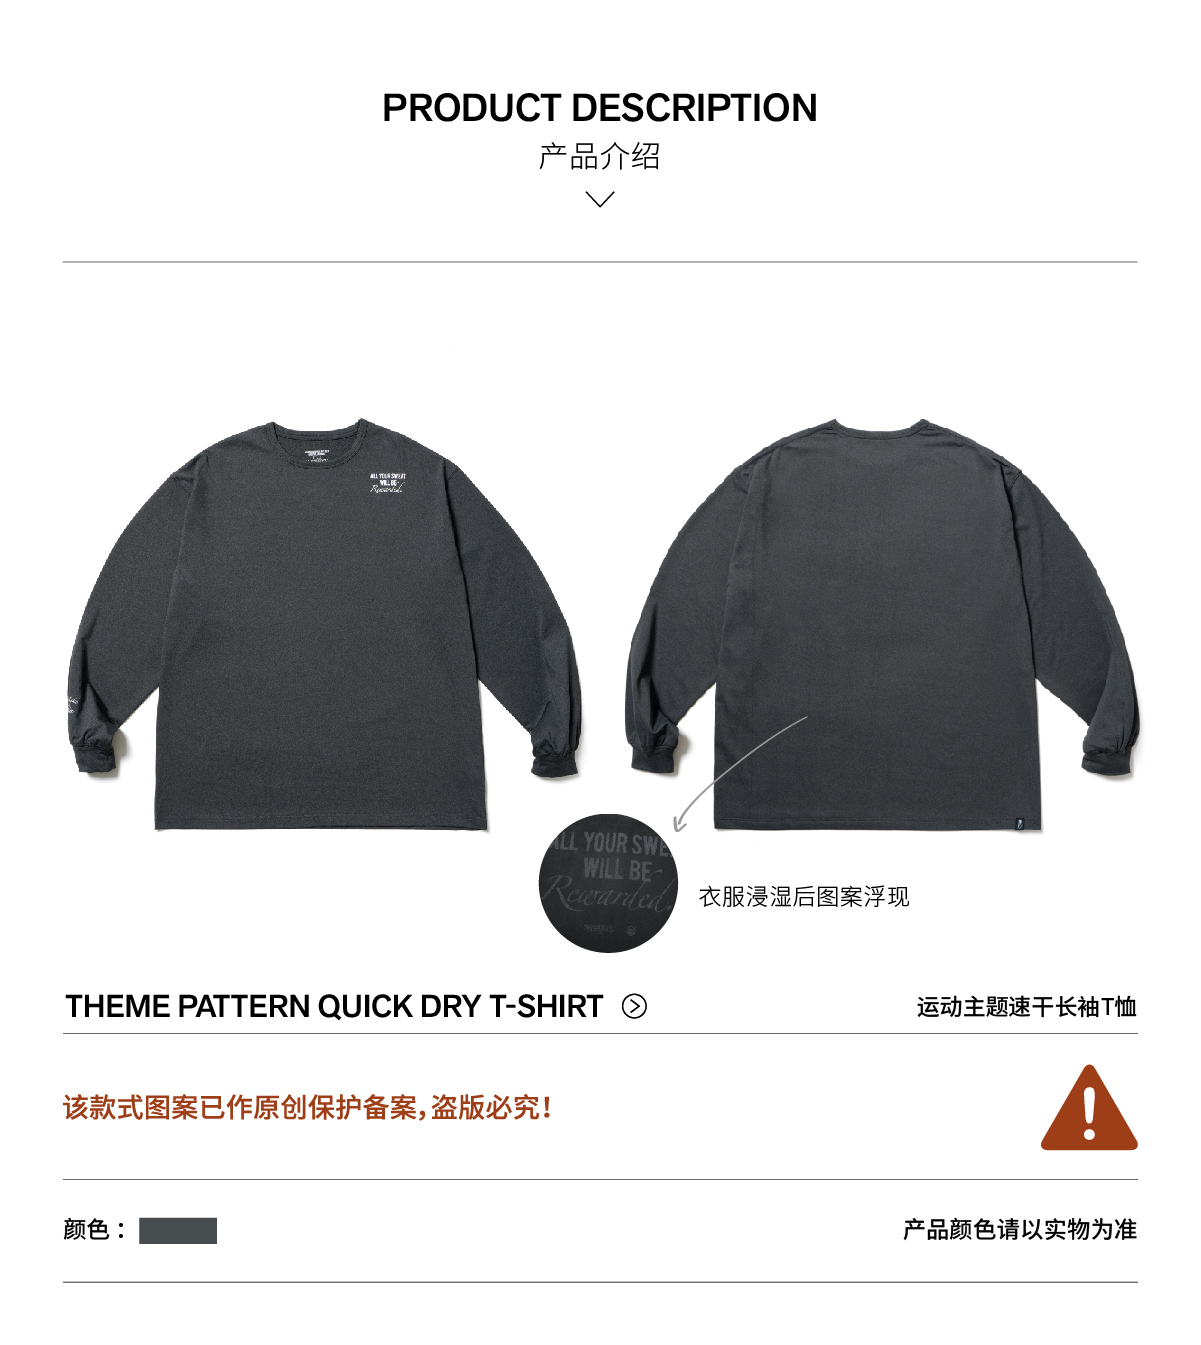 PRODUCT DESCRIPTION
产品介绍
ALL YOUR SWEAT
WILL BE
Rewarded.
ALL YOUR SWEA
WILL BE
Rewarded.
衣服浸湿后图案浮现
THEME PATTERN QUICK DRY T-SHIRT
运动主题速干长袖T恤
该款式图案已作原创保护备案，盗版必究！
颜色：
产品颜色请以实物为准